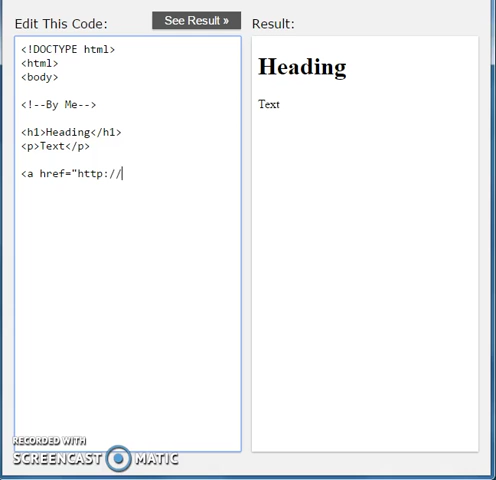 Edit This Code:
See Result »
Result:
<!DOCTYPE html>
<html>
<body>
<!--By Me-->
<h1>Heading</h1>
<p>Text</p>
<a href="http://
Heading
Text
RECORDED WITH
SCREENCAST MATIC